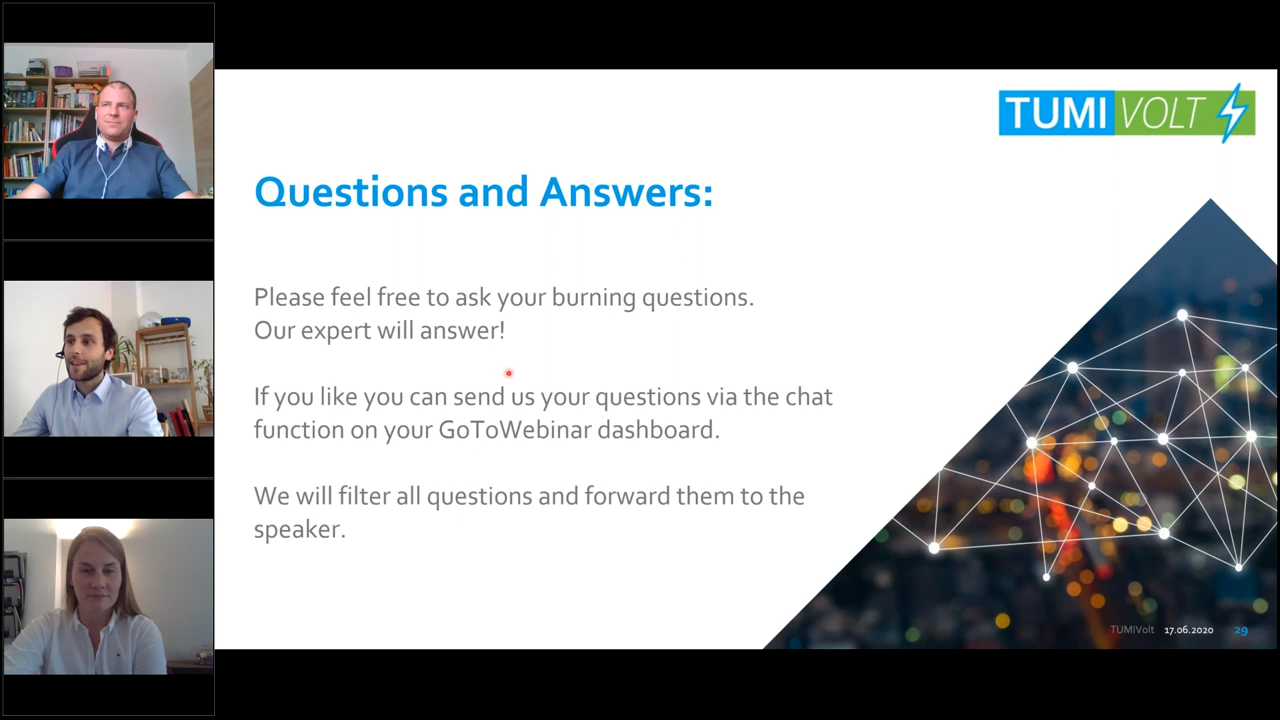 TUMI VOLT
Questions and Answers:
Please feel free to ask your burning questions.
Our expert will answer!
If you like you can send us your questions via the chat
function on your GoToWebinar dashboard.
We will filter all questions and forward them to the
speaker.
TUMIVolt 17.06.2020 29